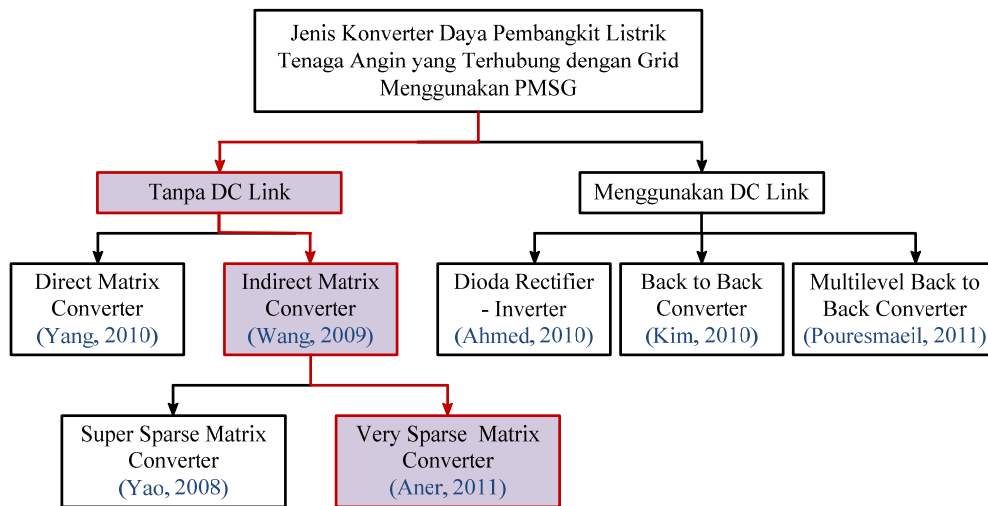 Jenis Konverter Daya Pembangkit Listrik
Tenaga Angin yang Terhubung dengan Grid
Menggunakan PMSG
Tanpa DC Link
Menggunakan DC Link
Direct Matrix
Converter
(Yang, 2010)
Indirect Matrix
Converter
(Wang, 2009)
Dioda Rectifier
- Inverter
(Ahmed, 2010)
Back to Back
Converter
(Kim, 2010)
Multilevel Back to
Back Converter
(Pouresmaeil, 2011)
Super Sparse Matrix
Converter
(Yao, 2008)
Very Sparse Matrix
Converter
(Aner, 2011)